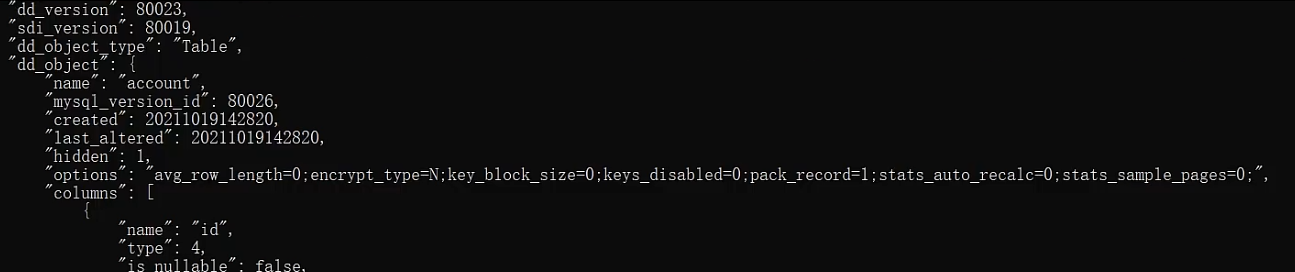 "dd_version": 80023,
"sdi_version": 80019,
"dd_object_type": "Table",
"dd_object": {
"name": "account",
"mysql_version_id": 80026,
"created": 20211019142820,
"last_altered": 20211019142820,
"hidden": 1,
"options": "avg_row_length=0;encrypt_type=N;key_block_size=0;keys_disabled=0;pack_record=1;stats_auto_recalc=0;stats_sample_pages=0;",
"columns": [
{
"name": "id",
"type": 4,
"is_nullable": false,